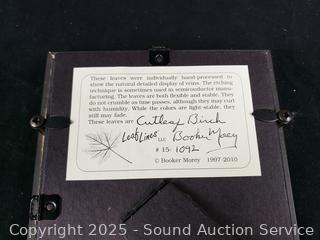 These leaves were individually hand-processed to
show the natural detailed display of veins. The etching
technique is sometimes used in semiconductor manu-
facturing. The leaves are both flexible and stable. They
do not crumble as time passes, although they may curl
with humidity. While the colors are light-stable, they
still may fade.
These leaves are Cutleaf Birch
Leaf Lines LLC Booker Morey
# 15- 1092
© Booker Morey 1997-2010
Copyright 2025 - Sound Auction Service